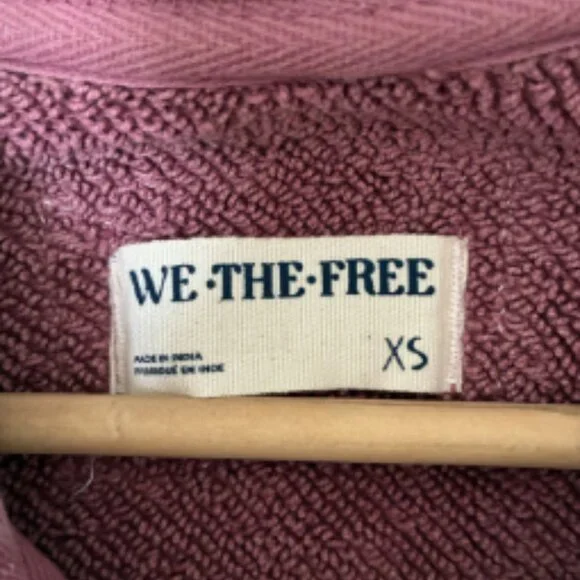 WE·THE·FREE
MADE IN INDIA
FABRIQUÉ EN INDE
XS